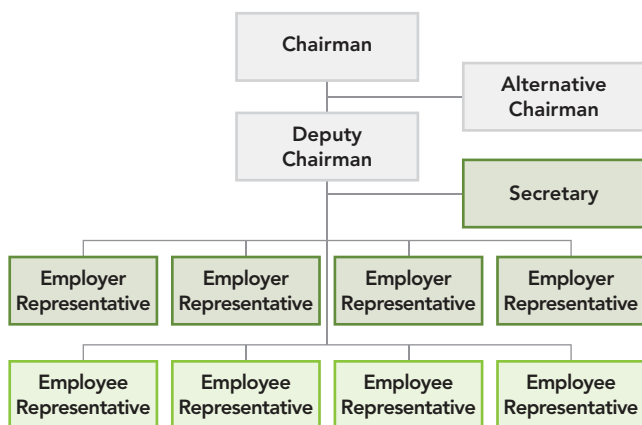 Chairman
Alternative
Chairman
Deputy
Chairman
Secretary
Employer
Representative
Employer
Representative
Employer
Representative
Employer
Representative
Employee
Representative
Employee
Representative
Employee
Representative
Employee
Representative